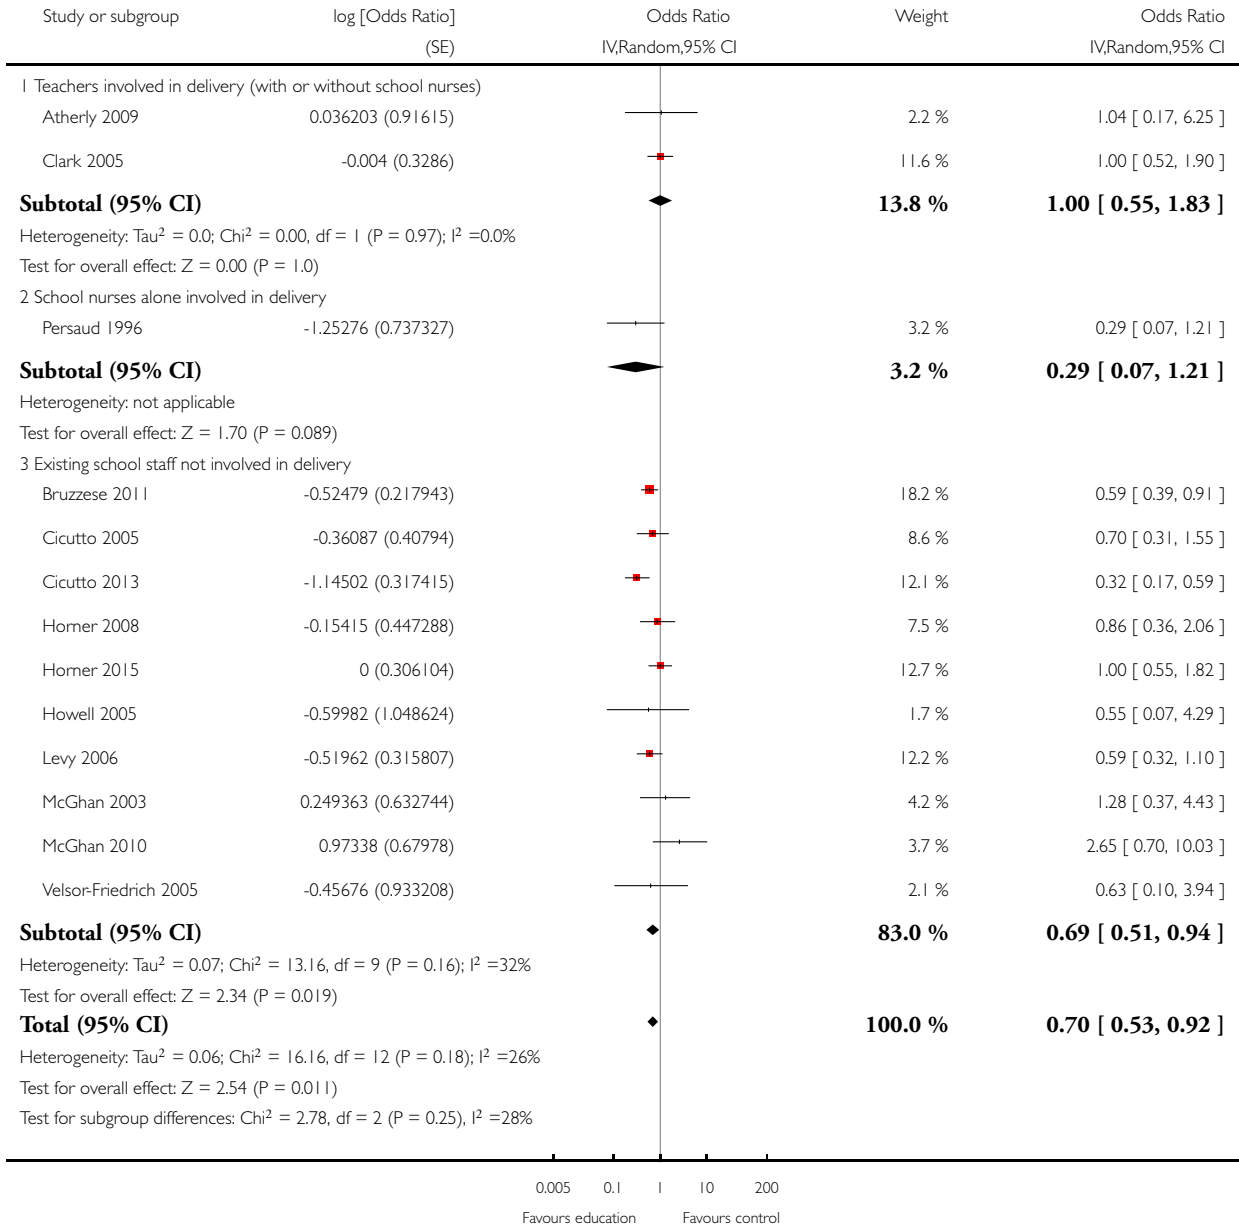 Study or subgroup log [Odds Ratio] Odds Ratio Weight Odds Ratio
(SE) IV,Random,95% CI IV,Random,95% CI
1 Teachers involved in delivery (with or without school nurses)
Atherly 2009 0.036203 (0.91615) 2.2 % 1.04 [ 0.17, 6.25 ]
Clark 2005 -0.004 (0.3286) 11.6 % 1.00 [ 0.52, 1.90 ]
Subtotal (95% CI) 13.8 % 1.00 [ 0.55, 1.83 ]
Heterogeneity: Tau² = 0.0; Chi² = 0.00, df = 1 (P = 0.97); I² =0.0%
Test for overall effect: Z = 0.00 (P = 1.0)
2 School nurses alone involved in delivery
Persaud 1996 -1.25276 (0.737327) 3.2 % 0.29 [ 0.07, 1.21 ]
Subtotal (95% CI) 3.2 % 0.29 [ 0.07, 1.21 ]
Heterogeneity: not applicable
Test for overall effect: Z = 1.70 (P = 0.089)
3 Existing school staff not involved in delivery
Bruzzese 2011 -0.52479 (0.217943) 18.2 % 0.59 [ 0.39, 0.91 ]
Cicutto 2005 -0.36087 (0.40794) 8.6 % 0.70 [ 0.31, 1.55 ]
Cicutto 2013 -1.14502 (0.317415) 12.1 % 0.32 [ 0.17, 0.59 ]
Horner 2008 -0.15415 (0.447288) 7.5 % 0.86 [ 0.36, 2.06 ]
Horner 2015 0 (0.306104) 12.7 % 1.00 [ 0.55, 1.82 ]
Howell 2005 -0.59982 (1.048624) 1.7 % 0.55 [ 0.07, 4.29 ]
Levy 2006 -0.51962 (0.315807) 12.2 % 0.59 [ 0.32, 1.10 ]
McGhan 2003 0.249363 (0.632744) 4.2 % 1.28 [ 0.37, 4.43 ]
McGhan 2010 0.97338 (0.67978) 3.7 % 2.65 [ 0.70, 10.03 ]
Velsor-Friedrich 2005 -0.45676 (0.933208) 2.1 % 0.63 [ 0.10, 3.94 ]
Subtotal (95% CI) 83.0 % 0.69 [ 0.51, 0.94 ]
Heterogeneity: Tau² = 0.07; Chi² = 13.16, df = 9 (P = 0.16); I² =32%
Test for overall effect: Z = 2.34 (P = 0.019)
Total (95% CI) 100.0 % 0.70 [ 0.53, 0.92 ]
Heterogeneity: Tau² = 0.06; Chi² = 16.16, df = 12 (P = 0.18); I² =26%
Test for overall effect: Z = 2.54 (P = 0.011)
Test for subgroup differences: Chi² = 2.78, df = 2 (P = 0.25), I² =28%
0.005 0.1 1 10 200
Favours education Favours control